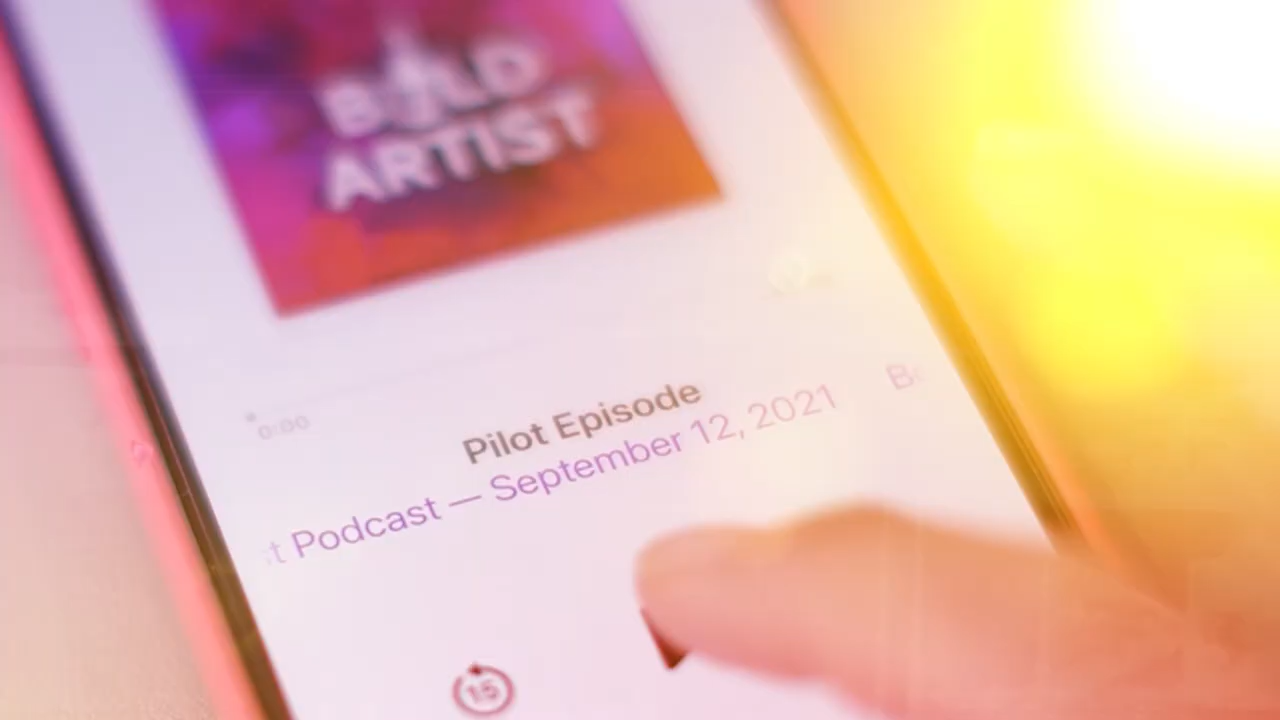 BOLD
ARTIST
0:00
Pilot Episode
t Podcast — September 12, 2021
15